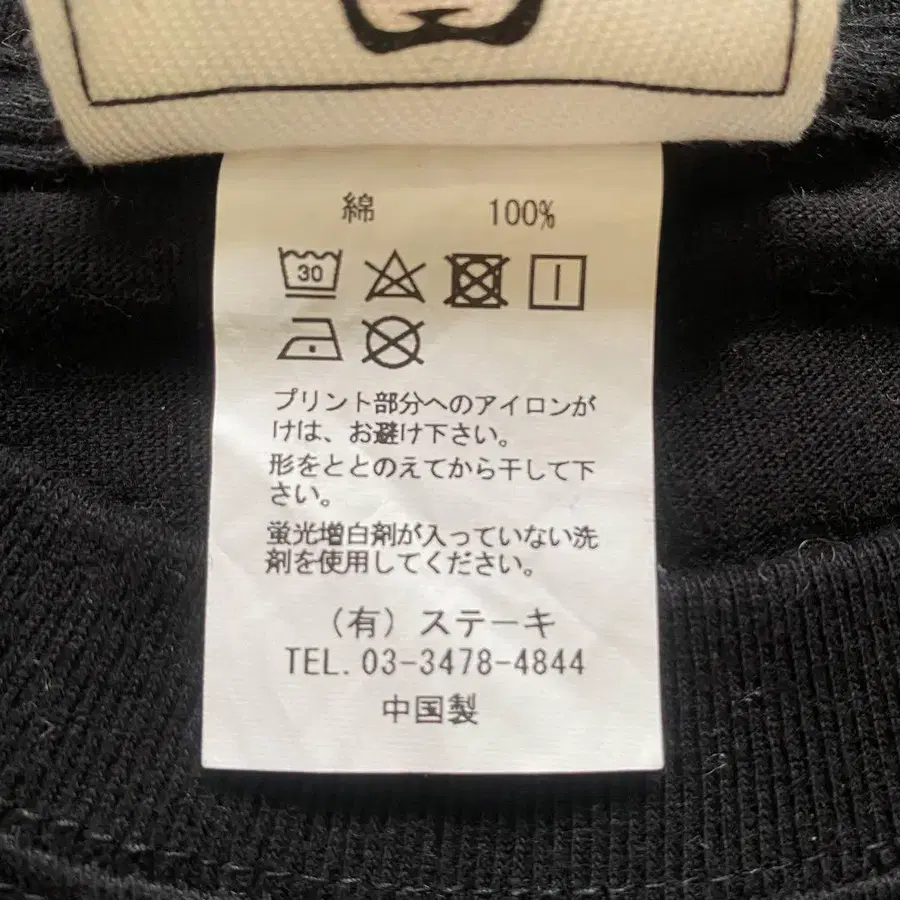 綿 100%
30
プリント部分へのアイロンが
けは、お避け下さい。
形をととのえてから干して下
さい。
蛍光増白剤が入っていない洗
剤を使用してください。
(有)ステーキ
TEL.03-3478-4844
中国製